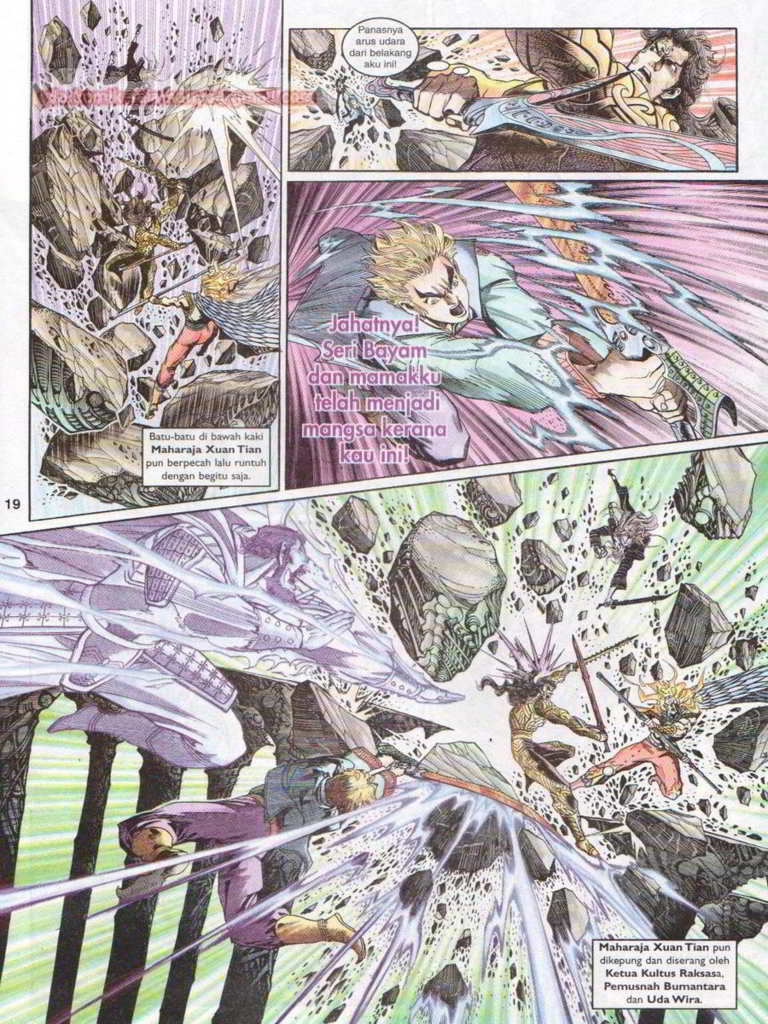 Panasnya
arus udara
dari belakang
aku ini!
Jahatnya!
Seri Bayam
dan mamakku
telah menjadi
mangsa kerana
kau ini!
Batu-batu di bawah kaki
Maharaja Xuan Tian
pun berpecah lalu runtuh
dengan begitu saja.
19
Maharaja Xuan Tian pun
dikepung dan diserang oleh
Ketua Kultus Raksasa,
Pemusnah Bumantara
dan Uda Wira.